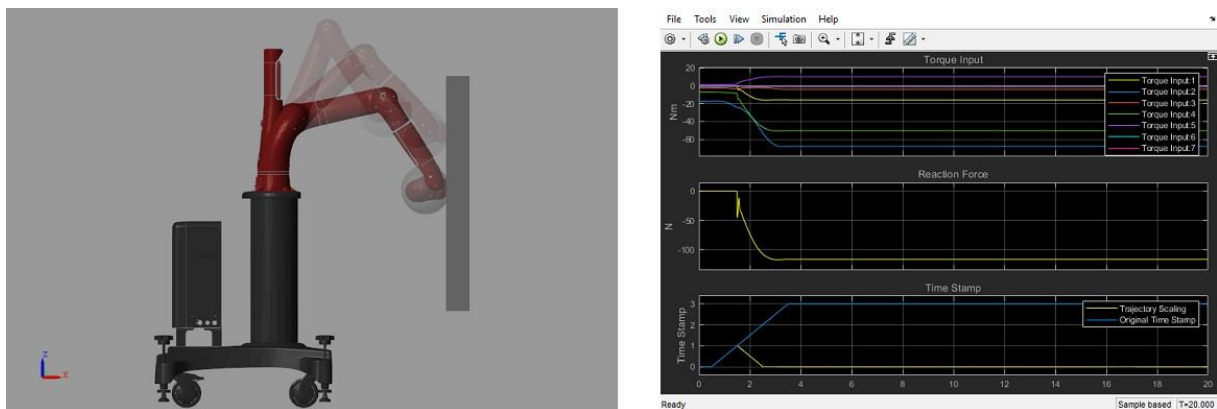 z
x
File Tools View Simulation Help
Torque Input
20
0
-20
-40
-60
Nm
Torque Input:1
Torque Input:2
Torque Input:3
Torque Input:4
Torque Input:5
Torque Input:6
Torque Input:7
Reaction Force
0
-50
-100
N
Time Stamp
3
2
1
0
Time Stamp
Trajectory Scaling
Original Time Stamp
0 2 4 6 8 10 12 14 16 18 20
Ready Sample based T=20.000